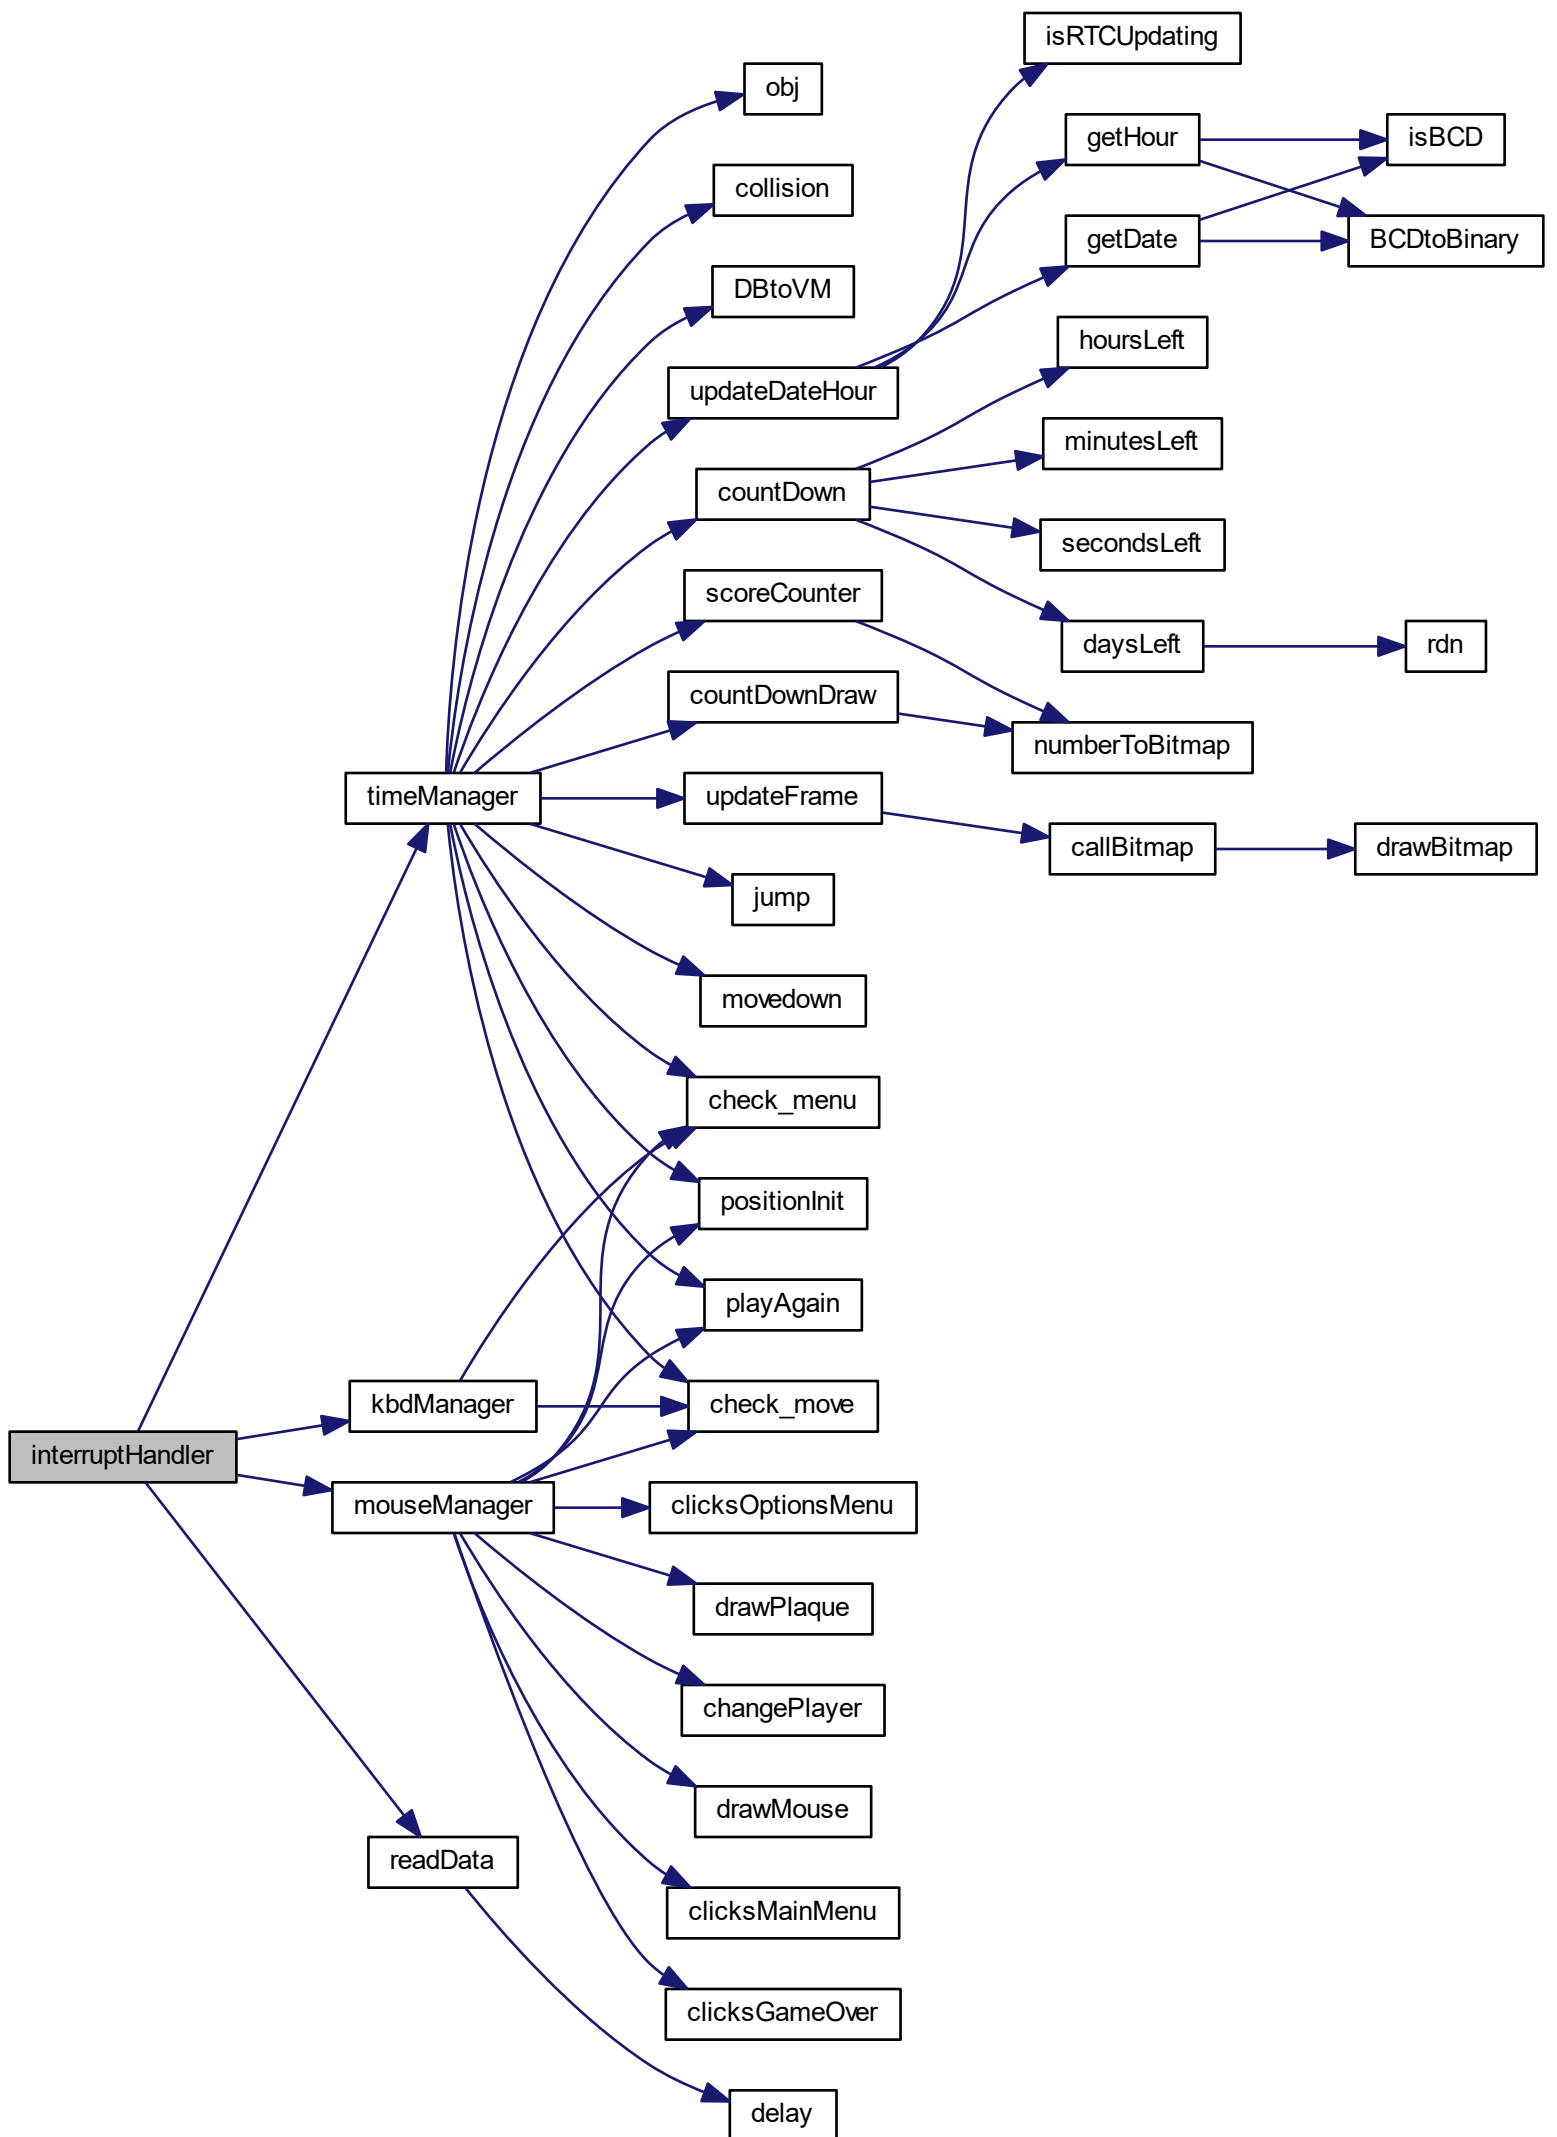 isRTCUpdating
obj
getHour
isBCD
collision
getDate
BCDtoBinary
DBtoVM
hoursLeft
updateDateHour
minutesLeft
countDown
secondsLeft
scoreCounter
daysLeft
rdn
countDownDraw
numberToBitmap
timeManager
updateFrame
callBitmap
drawBitmap
jump
movedown
check_menu
positionInit
playAgain
kbdManager
check_move
interruptHandler
mouseManager
clicksOptionsMenu
drawPlaque
changePlayer
drawMouse
readData
clicksMainMenu
clicksGameOver
delay